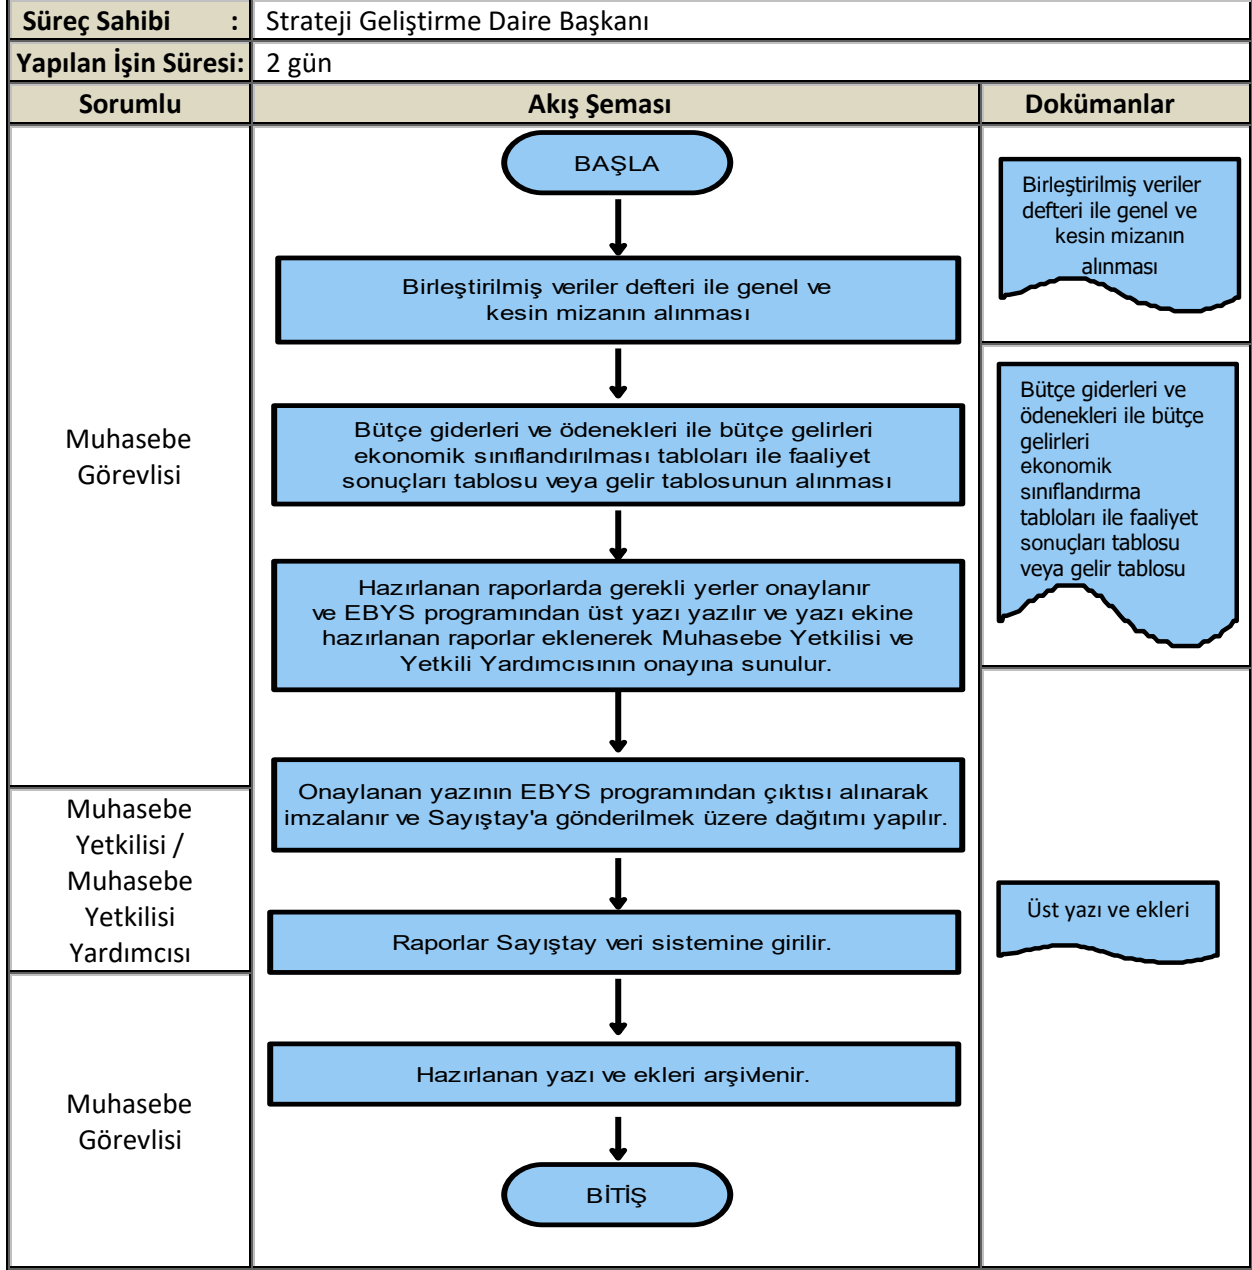 Süreç Sahibi : Strateji Geliştirme Daire Başkanı
Yapılan İşin Süresi: 2 gün
Sorumlu Akış Şeması Dokümanlar
BAŞLA
Birleştirilmiş veriler
defteri ile genel ve
kesin mizanın
alınması
Birleştirilmiş veriler defteri ile genel ve
kesin mizanın alınması
Muhasebe
Görevlisi
Bütçe giderleri ve ödenekleri ile bütçe gelirleri
ekonomik sınıflandırılması tabloları ile faaliyet
sonuçları tablosu veya gelir tablosunun alınması
Bütçe giderleri ve
ödenekleri ile bütçe
gelirleri
ekonomik
sınıflandırma
tabloları ile faaliyet
sonuçları tablosu
veya gelir tablosu
Hazırlanan raporlarda gerekli yerler onaylanır
ve EBYS programından üst yazı yazılır ve yazı ekine
hazırlanan raporlar eklenerek Muhasebe Yetkilisi ve
Yetkili Yardımcısının onayına sunulur.
Muhasebe
Yetkilisi /
Muhasebe
Yetkilisi
Yardımcısı
Onaylanan yazının EBYS programından çıktısı alınarak
imzalanır ve Sayıştay'a gönderilmek üzere dağıtımı yapılır.
Üst yazı ve ekleri
Raporlar Sayıştay veri sistemine girilir.
Muhasebe
Görevlisi
Hazırlanan yazı ve ekleri arşivlenir.
BİTİŞ